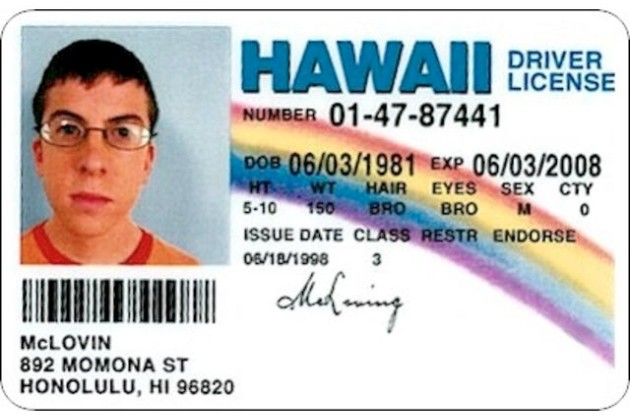 HAWAII DRIVER LICENSE
NUMBER 01-47-87441
DOB 06/03/1981 EXP 06/03/2008
HT WT HAIR EYES SEX CTY
5-10 150 BRO BRO M 0
ISSUE DATE CLASS RESTR ENDORSE
06/18/1998 3
McLOVIN
892 MOMONA ST
HONOLULU, HI 96820